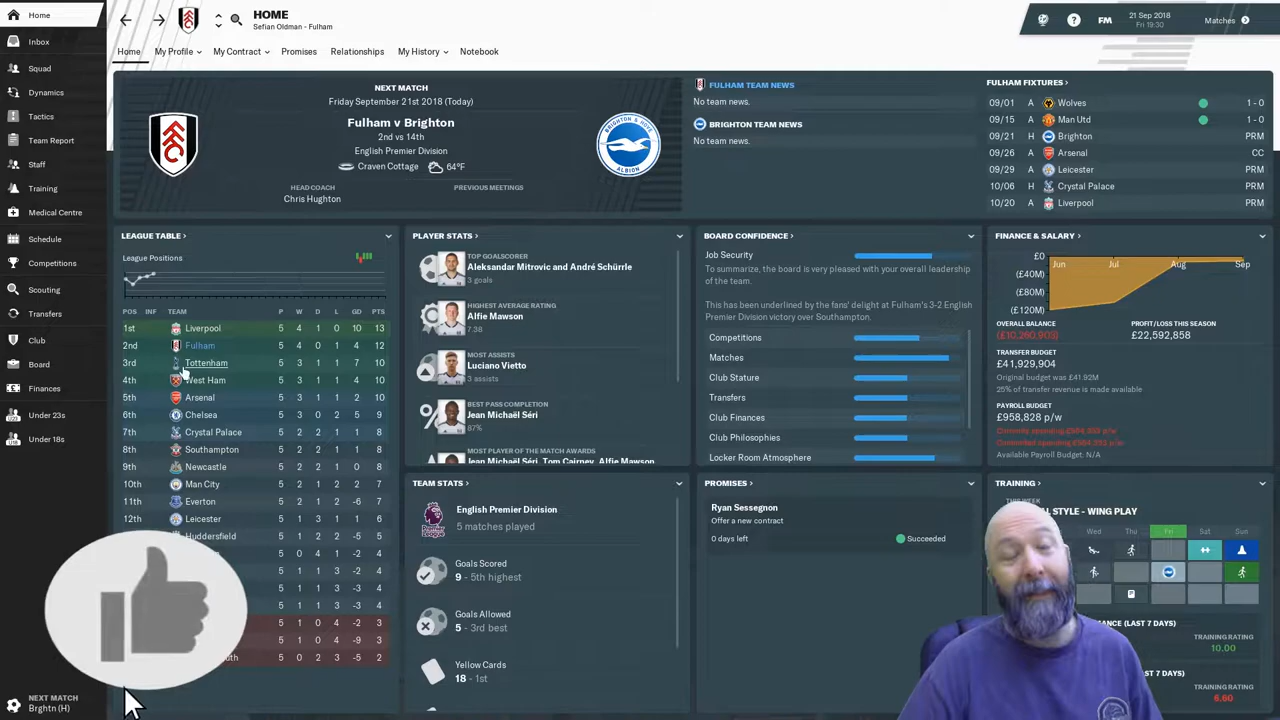 Home
HOME
Sefian Oldman - Fulham
FM
21 Sep 2018
Fri 19:30
Matches
Inbox
Squad
Dynamics
Tactics
Team Report
Staff
Training
Medical Centre
Schedule
Competitions
Scouting
Transfers
Club
Board
Finances
Under 23s
Under 18s
NEXT MATCH
Brghtn (H)
Home
My Profile
My Contract
Promises
Relationships
My History
Notebook
NEXT MATCH
Friday September 21st 2018 (Today)
Fulham v Brighton
2nd vs 14th
English Premier Division
Craven Cottage 64°F
HEAD COACH
Chris Hughton
PREVIOUS MEETINGS
FULHAM TEAM NEWS
No team news.
BRIGHTON TEAM NEWS
No team news.
FULHAM FIXTURES
09/01 A Wolves 1 - 0
09/15 A Man Utd 1 - 0
09/21 H Brighton PRM
09/26 A Arsenal CC
09/29 A Leicester PRM
10/06 H Crystal Palace PRM
10/20 A Liverpool PRM
LEAGUE TABLE
League Positions
POS INF TEAM P W D L GD PTS
1st Liverpool 5 4 1 0 10 13
2nd Fulham 5 4 0 1 4 12
3rd Tottenham 5 3 1 1 7 10
4th West Ham 5 3 1 1 4 10
5th Arsenal 5 3 1 1 2 10
6th Chelsea 5 3 0 2 5 9
7th Crystal Palace 5 2 2 1 1 8
8th Southampton 5 2 2 1 1 8
9th Newcastle 5 2 2 1 0 8
10th Man City 5 2 1 2 2 7
11th Everton 5 2 1 2 -6 7
12th Leicester 5 1 3 1 1 6
Huddersfield 5 1 2 2 -4 5
5 0 4 1 -2
5 1 1 3 -3 4
5 1 1 3 -3 4
5 1 0 4 -2 3
5 1 0 4 -9 3
5 0 2 3 -5 2
PLAYER STATS
TOP GOALSCORER
Aleksandar Mitrovic and André Schürrle
3 goals
HIGHEST AVERAGE RATING
Alfie Mawson
7.38
MOST ASSISTS
Luciano Vietto
3 assists
BEST PASS COMPLETION
Jean Michaël Séri
87%
MOST PLAYER OF THE MATCH AWARDS
Jean Michaël Séri, Tom Cairney, Alfie Mawson
BOARD CONFIDENCE
Job Security
To summarize, the board is very pleased with your overall leadership
of the team.
This has been underlined by the fans' delight at Fulham's 3-2 English
Premier Division victory over Southampton.
Competitions
Matches
Club Stature
Transfers
Club Finances
Club Philosophies
Locker Room Atmosphere
FINANCE & SALARY
£0
(£40M)
(£80M)
(£120M)
Jun Jul Aug Sep
OVERALL BALANCE
(£10,260,903)
PROFIT/LOSS THIS SEASON
£22,592,858
TRANSFER BUDGET
£41,929,904
Original budget was £41.92M
25% of transfer revenue is made available
PAYROLL BUDGET
£958,828 p/w
Available Payroll Budget: N/A
TEAM STATS
English Premier Division
5 matches played
Goals Scored
9 - 5th highest
Goals Allowed
5 - 3rd best
Yellow Cards
18 - 1st
PROMISES
Ryan Sessegnon
Offer a new contract
0 days left
Succeeded
TRAINING
STYLE - WING PLAY
Wed Thu Fri Sat Sun
(LAST 7 DAYS)
TRAINING RATING
10.00
7 DAYS)
TRAINING RATING
6.60